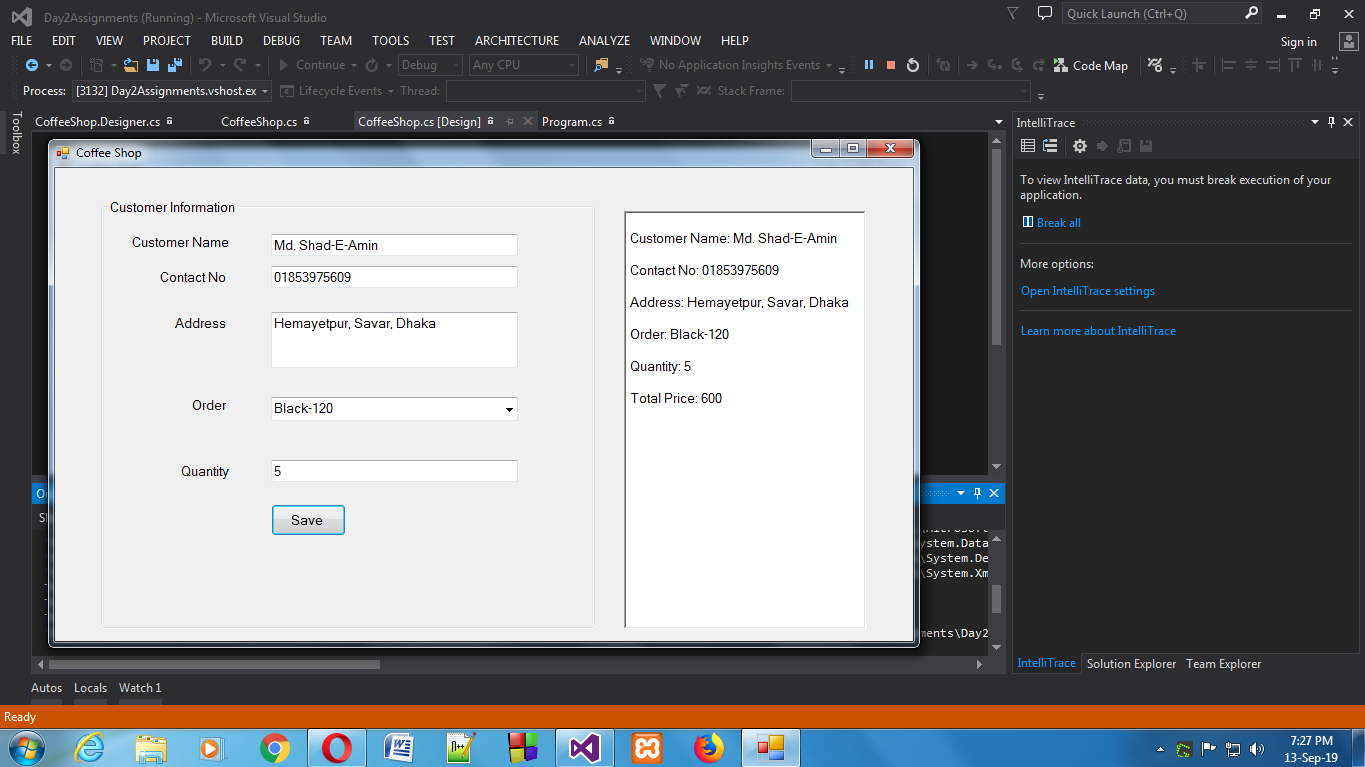 Day2Assignments (Running) - Microsoft Visual Studio
Quick Launch (Ctrl+Q)
FILE EDIT VIEW PROJECT BUILD DEBUG TEAM TOOLS TEST ARCHITECTURE ANALYZE WINDOW HELP
Sign in
Continue Debug Any CPU No Application Insights Events Code Map
Process: [3132] Day2Assignments.vshost.ex Lifecycle Events Thread: Stack Frame:
Toolbox
CoffeeShop.Designer.cs CoffeeShop.cs CoffeeShop.cs [Design] Program.cs
Coffee Shop
Customer Information
Customer Name Md. Shad-E-Amin
Contact No 01853975609
Address Hemayetpur, Savar, Dhaka
Order Black-120
Quantity 5
Save
Customer Name: Md. Shad-E-Amin
Contact No: 01853975609
Address: Hemayetpur, Savar, Dhaka
Order: Black-120
Quantity: 5
Total Price: 600
ystem.Data
\System.De
\System.Xm
ments\Day2
IntelliTrace
To view IntelliTrace data, you must break execution of your
application.
Break all
More options:
Open IntelliTrace settings
Learn more about IntelliTrace
IntelliTrace Solution Explorer Team Explorer
Autos Locals Watch 1
Ready
7:27 PM
13-Sep-19